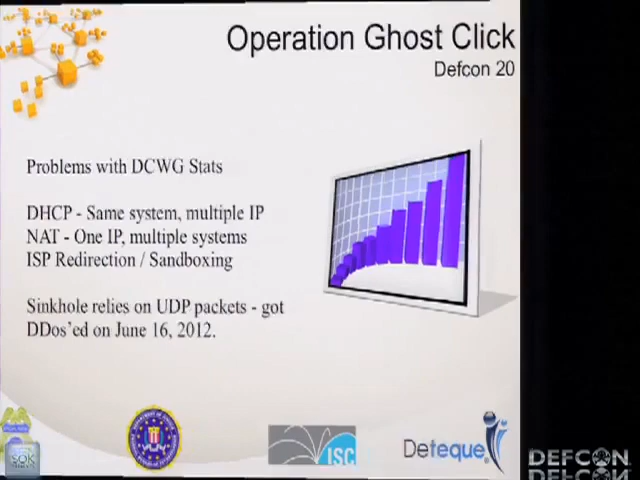 Operation Ghost Click
Defcon 20
Problems with DCWG Stats
DHCP - Same system, multiple IP
NAT - One IP, multiple systems
ISP Redirection / Sandboxing
Sinkhole relies on UDP packets - got
DDos'ed on June 16, 2012.
SOK
ISC
Deteque
DEFCON